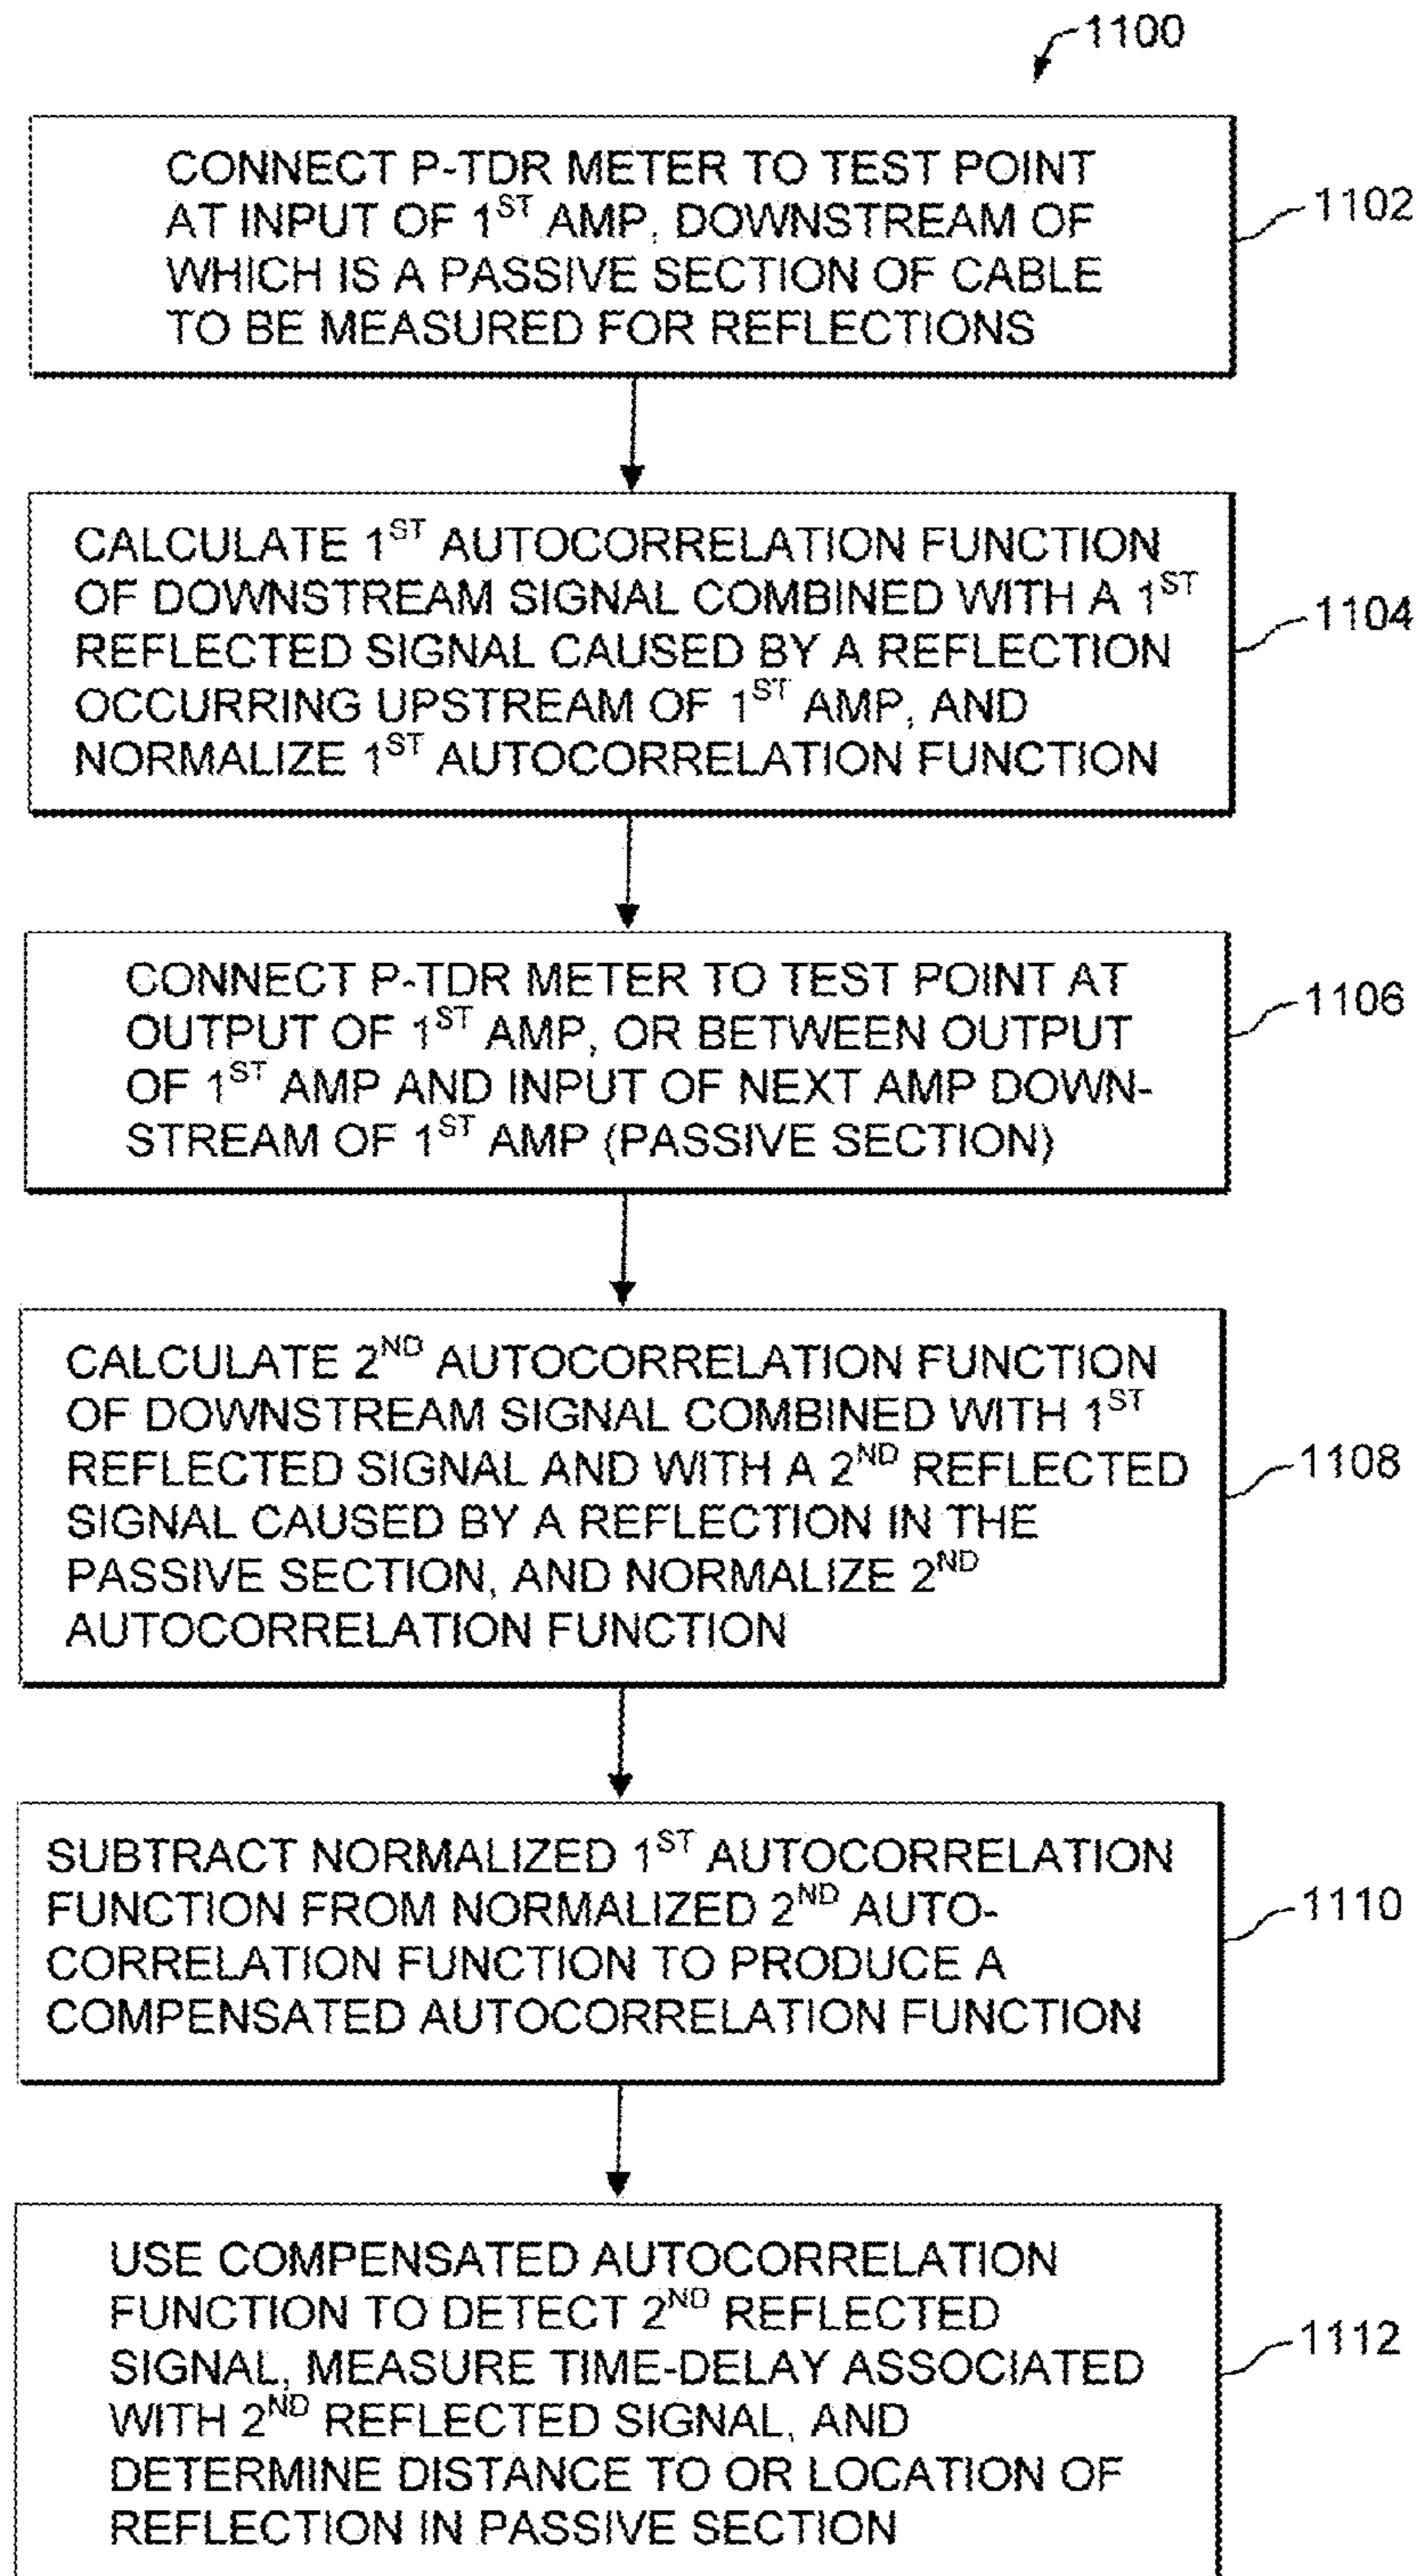 1100
CONNECT P-TDR METER TO TEST POINT
AT INPUT OF 1ST AMP, DOWNSTREAM OF
WHICH IS A PASSIVE SECTION OF CABLE
TO BE MEASURED FOR REFLECTIONS
1102
CALCULATE 1ST AUTOCORRELATION FUNCTION
OF DOWNSTREAM SIGNAL COMBINED WITH A 1ST
REFLECTED SIGNAL CAUSED BY A REFLECTION
OCCURRING UPSTREAM OF 1ST AMP, AND
NORMALIZE 1ST AUTOCORRELATION FUNCTION
1104
CONNECT P-TDR METER TO TEST POINT AT
OUTPUT OF 1ST AMP, OR BETWEEN OUTPUT
OF 1ST AMP AND INPUT OF NEXT AMP DOWN-
STREAM OF 1ST AMP (PASSIVE SECTION)
1106
CALCULATE 2ND AUTOCORRELATION FUNCTION
OF DOWNSTREAM SIGNAL COMBINED WITH 1ST
REFLECTED SIGNAL AND WITH A 2ND REFLECTED
SIGNAL CAUSED BY A REFLECTION IN THE
PASSIVE SECTION, AND NORMALIZE 2ND
AUTOCORRELATION FUNCTION
1108
SUBTRACT NORMALIZED 1ST AUTOCORRELATION
FUNCTION FROM NORMALIZED 2ND AUTO-
CORRELATION FUNCTION TO PRODUCE A
COMPENSATED AUTOCORRELATION FUNCTION
1110
USE COMPENSATED AUTOCORRELATION
FUNCTION TO DETECT 2ND REFLECTED
SIGNAL, MEASURE TIME-DELAY ASSOCIATED
WITH 2ND REFLECTED SIGNAL, AND
DETERMINE DISTANCE TO OR LOCATION OF
REFLECTION IN PASSIVE SECTION
1112